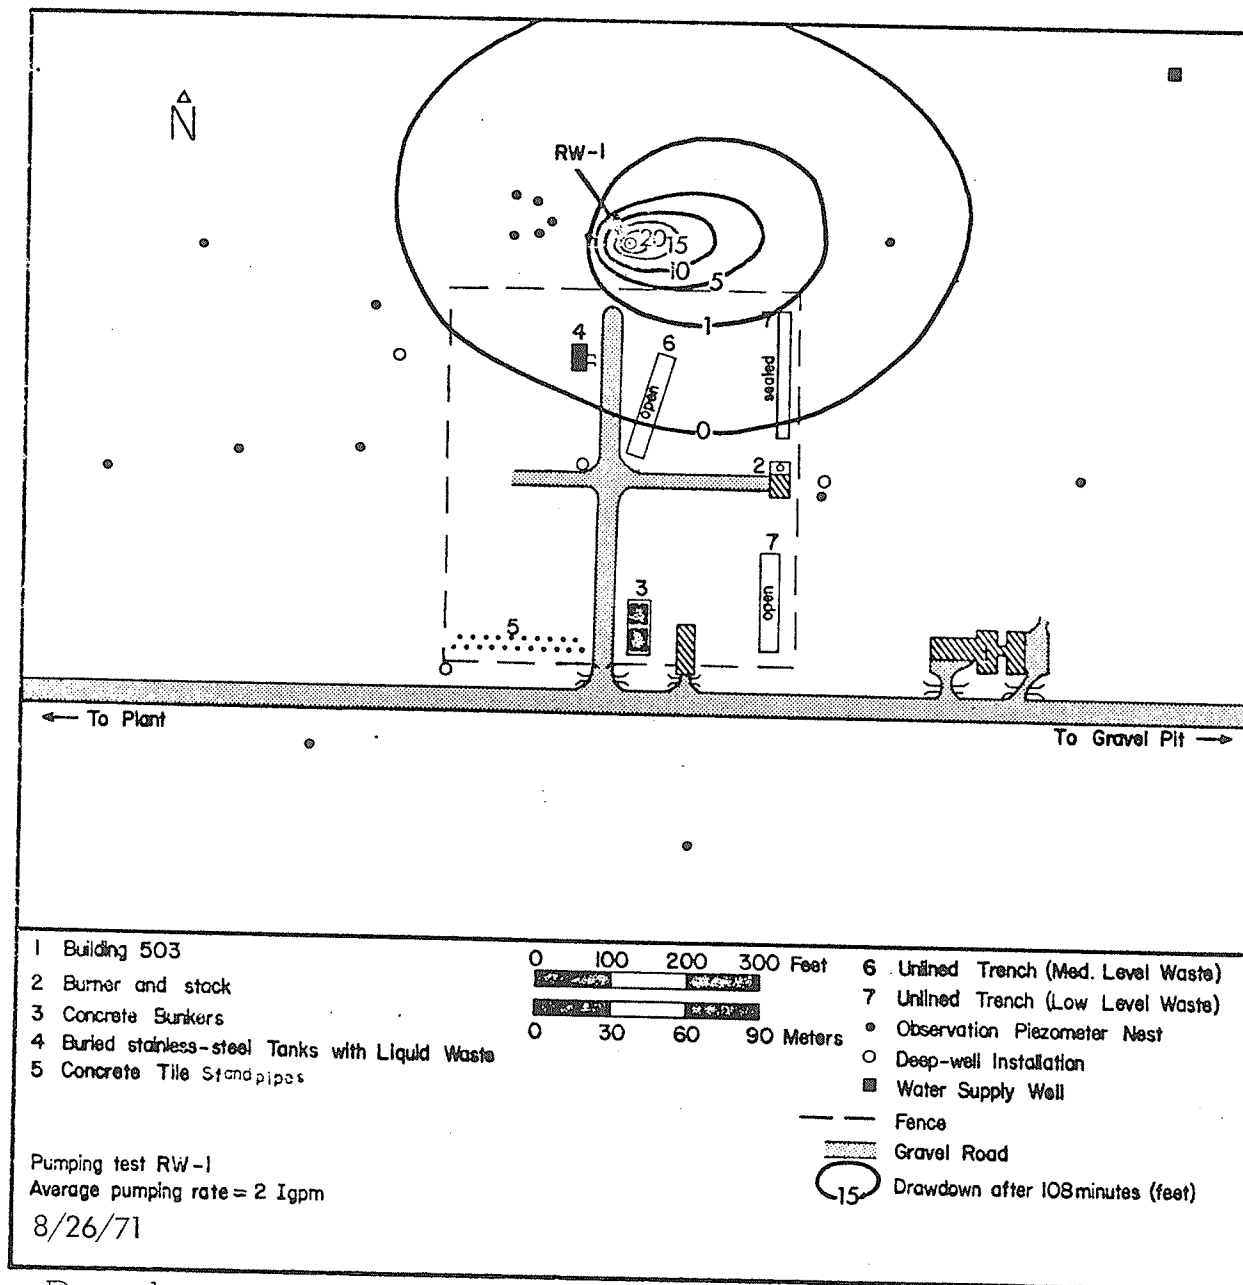 N
RW-1
20 15
10
5
1
0
4
6
open
7
sealed
2
7
open
3
5
← To Plant
To Gravel Pit →
1 Building 503
2 Burner and stack
3 Concrete Bunkers
4 Buried stainless-steel Tanks with Liquid Waste
5 Concrete Tile Standpipes
0 100 200 300 Feet
0 30 60 90 Meters
6 Unlined Trench (Med. Level Waste)
7 Unlined Trench (Low Level Waste)
Observation Piezometer Nest
Deep-well Installation
Water Supply Well
Fence
Gravel Road
15 Drawdown after 108 minutes (feet)
Pumping test RW-1
Average pumping rate = 2 Igpm
8/26/71